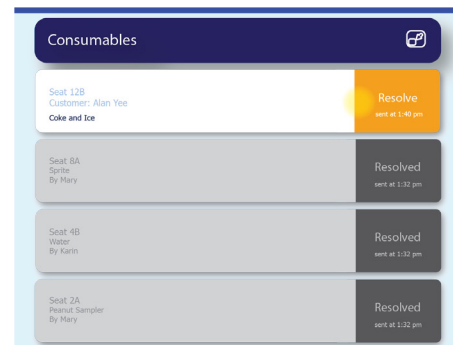 Consumables
Seat 12B
Customer: Alan Yee
Coke and Ice
Resolve
sent at 1:40 pm
Seat 8A
Sprite
By Mary
Resolved
sent at 1:32 pm
Seat 4B
Water
By Karin
Resolved
sent at 1:32 pm
Seat 2A
Peanut Sampler
By Mary
Resolved
sent at 1:32 pm